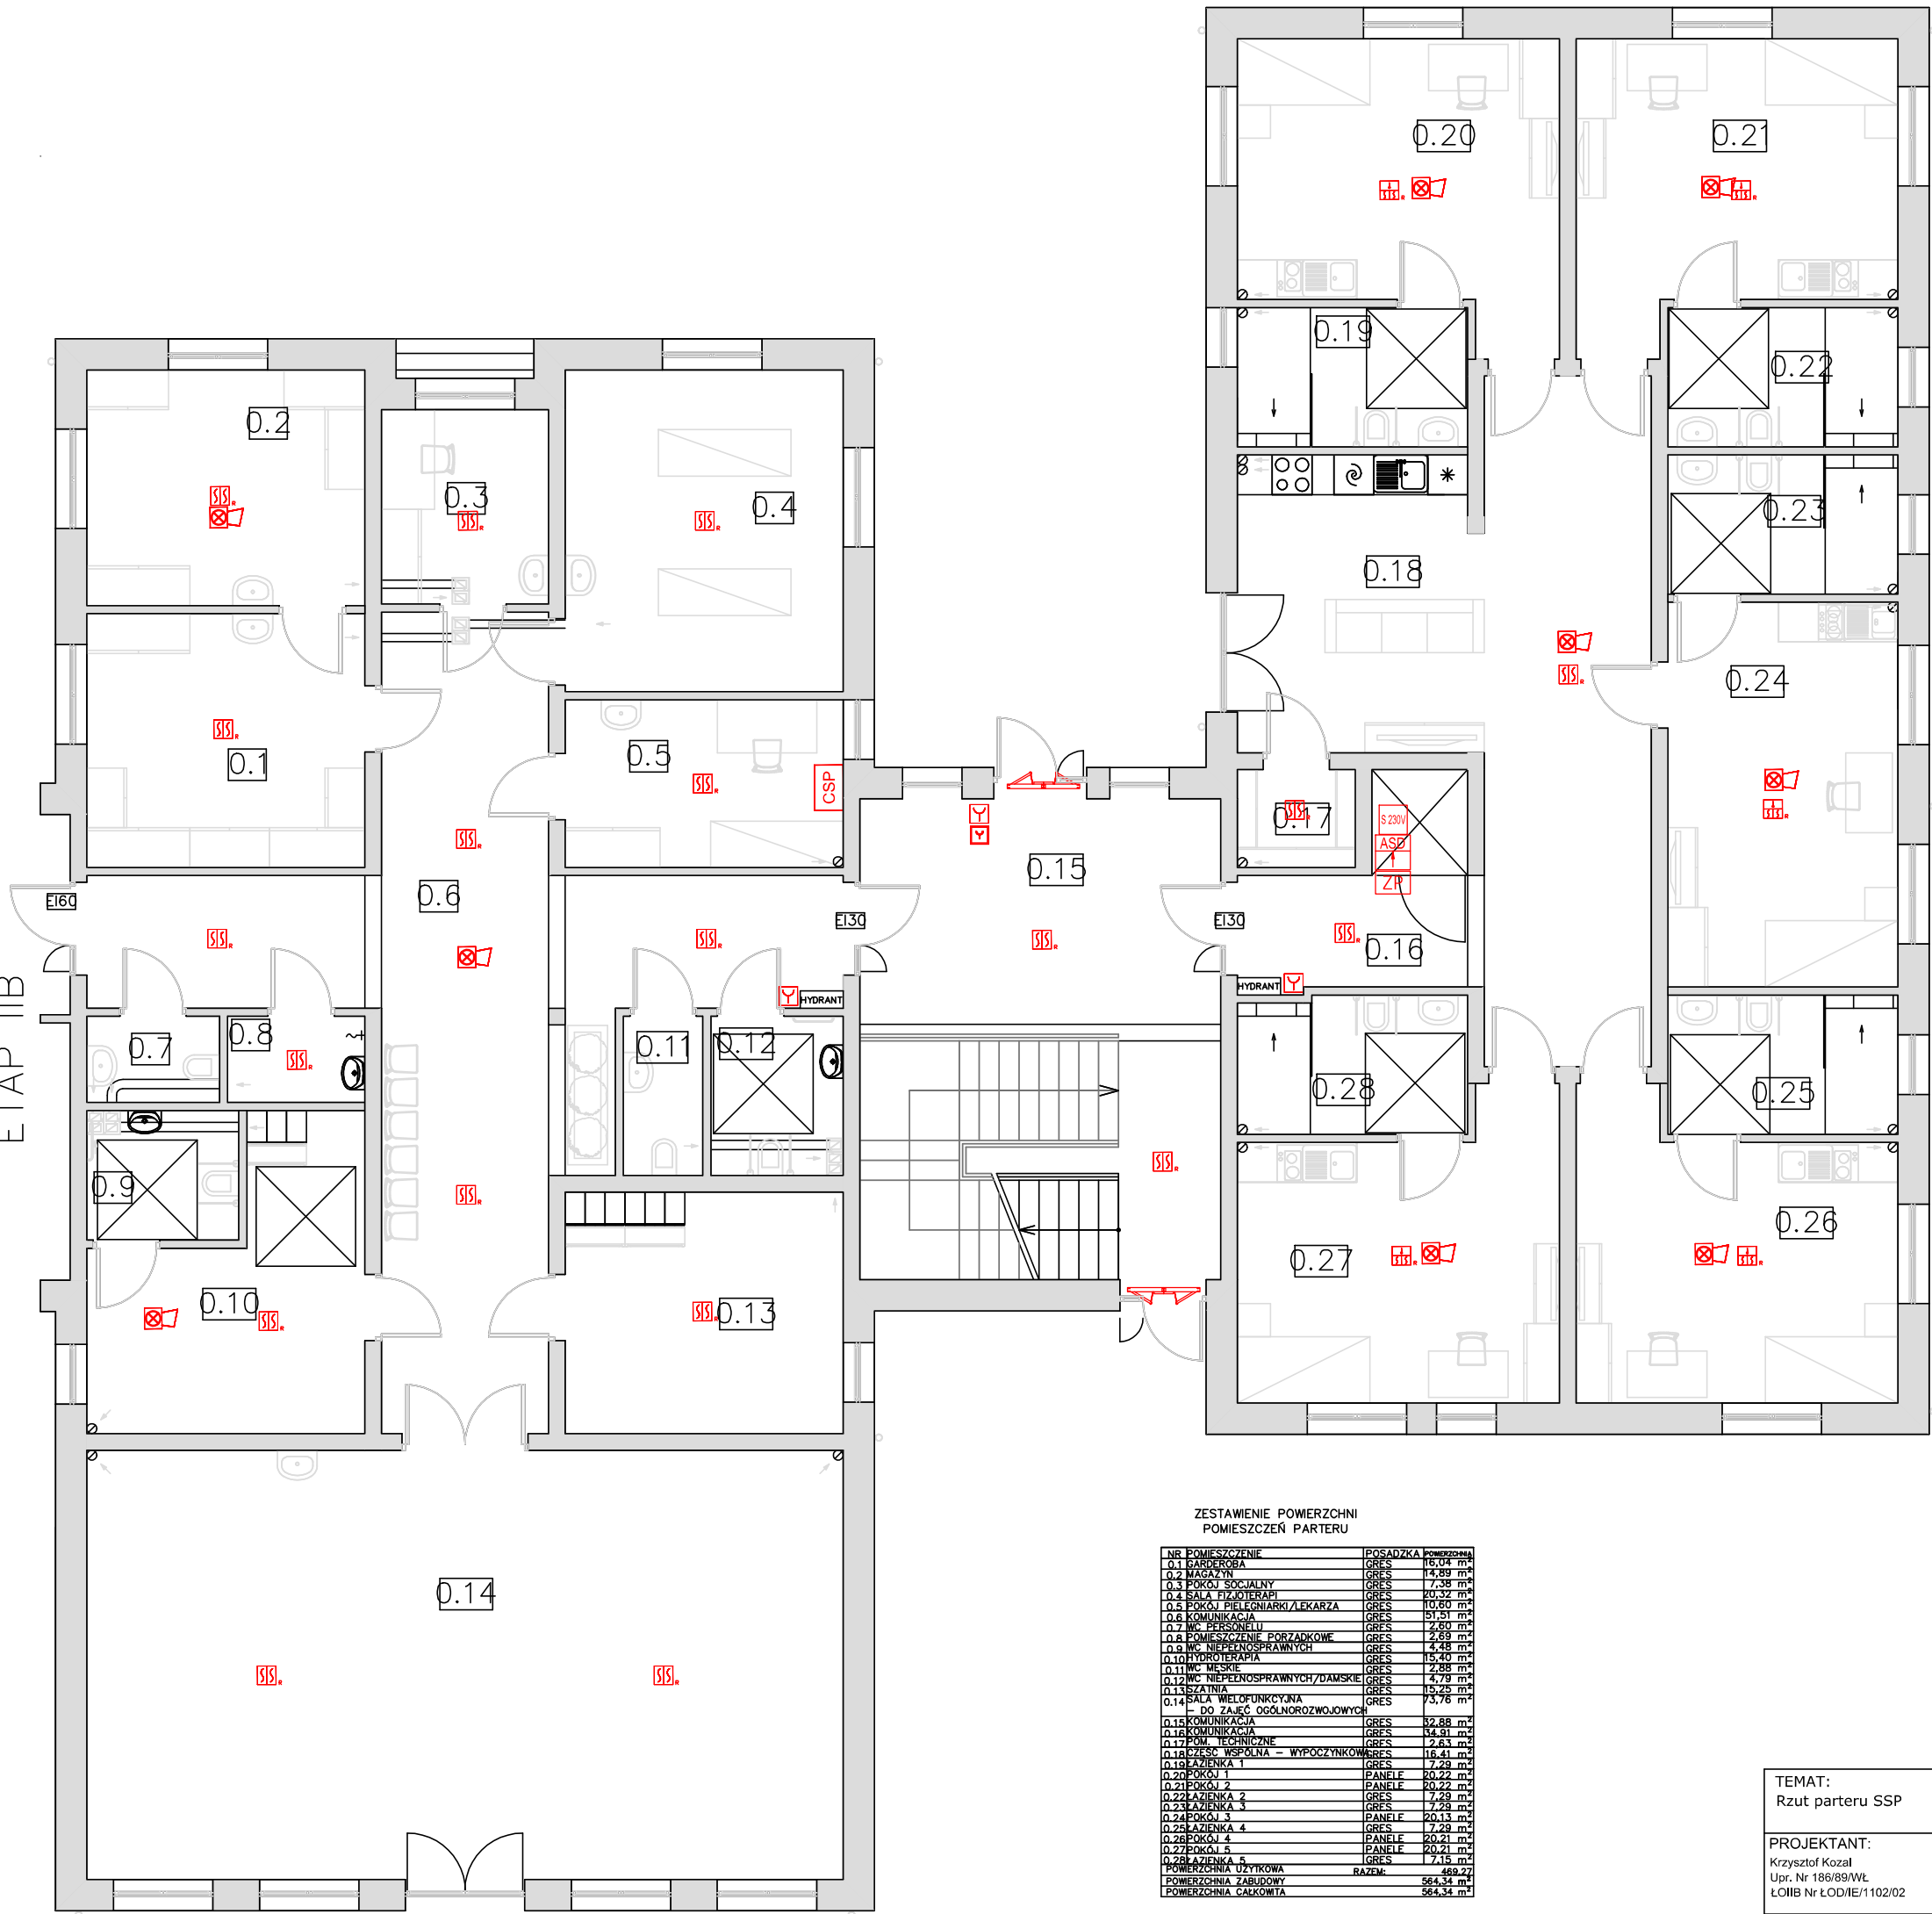 0.20
0.21
0.19
0.22
0.2
0.3
0.4
0.23
0.18
0.24
0.1
0.5
CSP
0.17
S 230V
ASD
ZP
0.15
0.6
EI60
EI30
EI30
0.16
HYDRANT
HYDRANT
ETAP IIB
0.7
0.8
0.11
0.12
0.28
0.25
0.9
0.10
0.13
0.27
0.26
0.14
ZESTAWIENIE POWIERZCHNI
POMIESZCZEŃ PARTERU
NR POMIESZCZENIE POSADZKA POWIERZCHNIA
0.1 GARDEROBA GRES 16,04 m²
0.2 MAGAZYN GRES 14,89 m²
0.3 POKÓJ SOCJALNY GRES 7,38 m²
0.4 SALA FIZJOTERAPI GRES 20,32 m²
0.5 POKÓJ PIELĘGNIARKI/LEKARZA GRES 10,60 m²
0.6 KOMUNIKACJA GRES 51,51 m²
0.7 WC PERSONELU GRES 2,60 m²
0.8 POMIESZCZENIE PORZĄDKOWE GRES 2,69 m²
0.9 WC NIEPEŁNOSPRAWNYCH GRES 4,48 m²
0.10 HYDROTERAPIA GRES 15,40 m²
0.11 WC MĘSKIE GRES 2,88 m²
0.12 WC NIEPEŁNOSPRAWNYCH/DAMSKIE GRES 4,79 m²
0.13 SZATNIA GRES 15,25 m²
0.14 SALA WIELOFUNKCYJNA GRES 73,76 m²
– DO ZAJĘĆ OGÓLNOROZWOJOWYCH
0.15 KOMUNIKACJA GRES 32,88 m²
0.16 KOMUNIKACJA GRES 34,91 m²
0.17 POM. TECHNICZNE GRES 2,63 m²
0.18 CZĘŚĆ WSPÓLNA – WYPOCZYNKOWA GRES 16,41 m²
0.19 ŁAZIENKA 1 GRES 7,29 m²
0.20 POKÓJ 1 PANELE 20,22 m²
0.21 POKÓJ 2 PANELE 20,22 m²
0.22 ŁAZIENKA 2 GRES 7,29 m²
0.23 ŁAZIENKA 3 GRES 7,29 m²
0.24 POKÓJ 3 PANELE 20,13 m²
0.25 ŁAZIENKA 4 GRES 7,29 m²
0.26 POKÓJ 4 PANELE 20,21 m²
0.27 POKÓJ 5 PANELE 20,21 m²
0.28 ŁAZIENKA 5 GRES 7,15 m²
POWIERZCHNIA UŻYTKOWA RAZEM: 469,27
POWIERZCHNIA ZABUDOWY 564,34 m²
POWIERZCHNIA CAŁKOWITA 564,34 m²
TEMAT:
Rzut parteru SSP
PROJEKTANT:
Krzysztof Kozal
Upr. Nr 186/89/WŁ
ŁOIIB Nr ŁOD/IE/1102/02